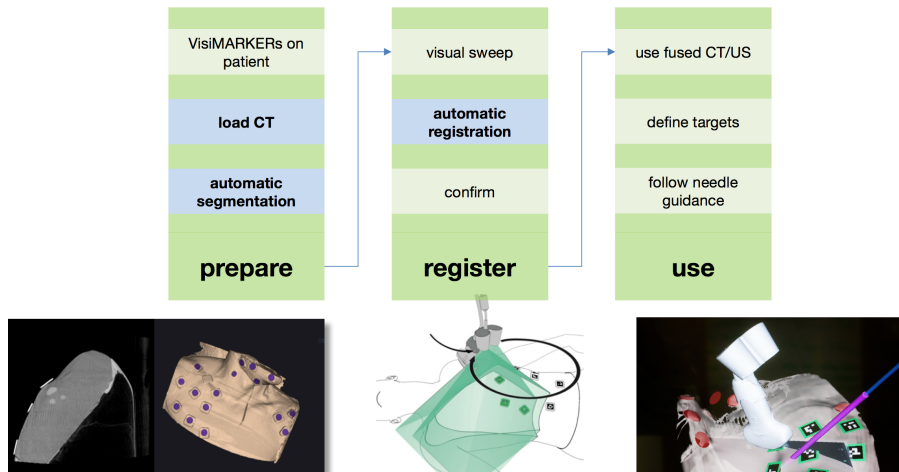 VisiMARKERs on
patient
load CT
automatic
segmentation
prepare
visual sweep
automatic
registration
confirm
register
use fused CT/US
define targets
follow needle
guidance
use